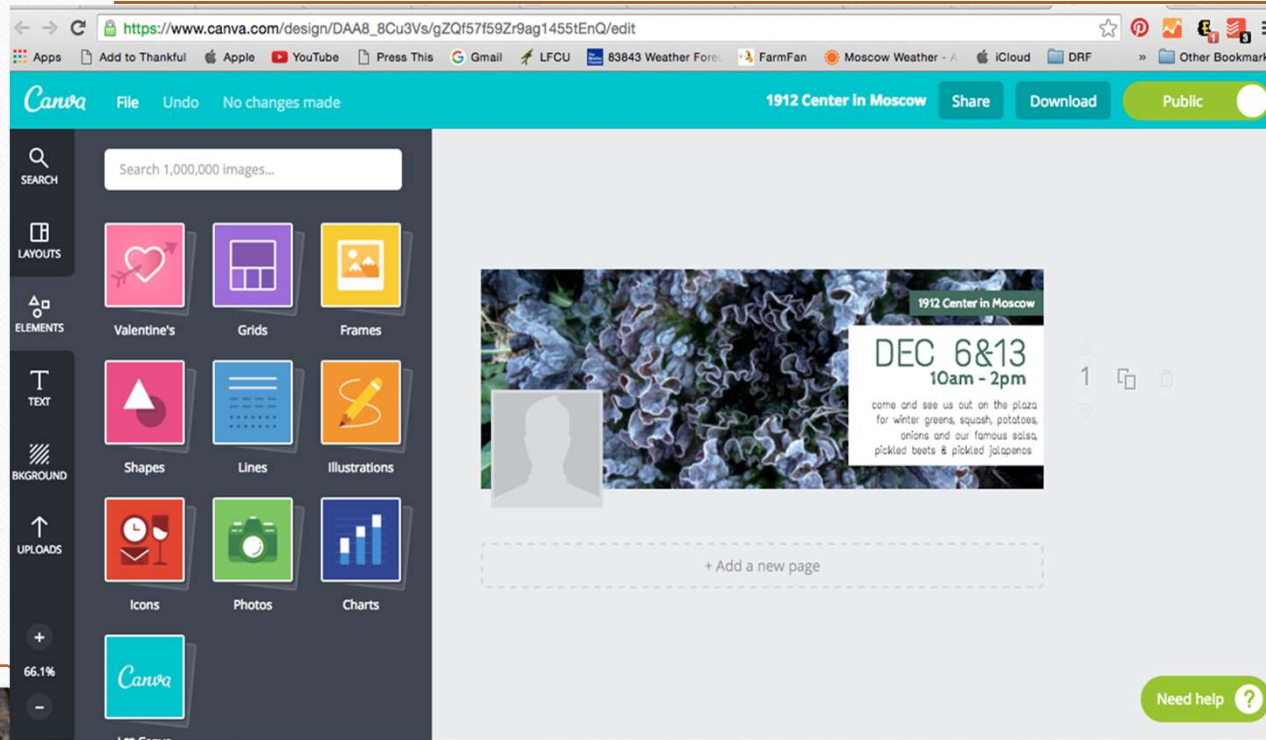 https://www.canva.com/design/DAA8_8Cu3Vs/gZQf57f59Zr9ag1455tEnQ/edit
1
3
Apps Add to Thankful Apple YouTube Press This Gmail LFCU 83843 Weather Fore FarmFan Moscow Weather - iCloud DRF » Other Bookmark
Canva File Undo No changes made 1912 Center in Moscow Share Download Public
SEARCH
LAYOUTS
ELEMENTS
T
TEXT
BKGROUND
UPLOADS
+
66.1%
-
Search 1,000,000 images...
Valentine's Grids Frames
Shapes Lines Illustrations
Icons Photos Charts
Canva
1912 Center in Moscow
DEC 6&13
10am - 2pm
come and see us out on the plaza
for winter greens, squash, potatoes,
onions and our famous salsa,
pickled beets & pickled jalapenos
1
+ Add a new page
Need help ?